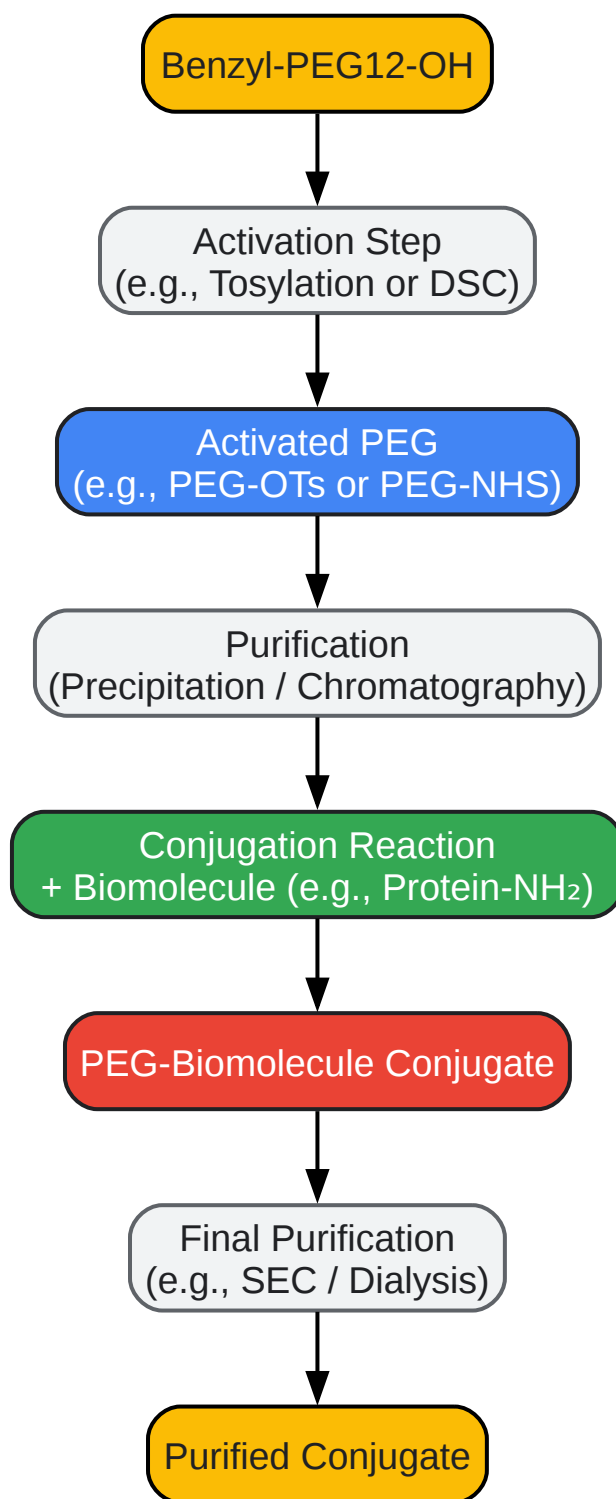 Benzyl-PEG12-OH
Activation Step
(e.g., Tosylation or DSC)
Activated PEG
(e.g., PEG-OTs or PEG-NHS)
Purification
(Precipitation / Chromatography)
Conjugation Reaction
+ Biomolecule (e.g., Protein-NH₂)
PEG-Biomolecule Conjugate
Final Purification
(e.g., SEC / Dialysis)
Purified Conjugate